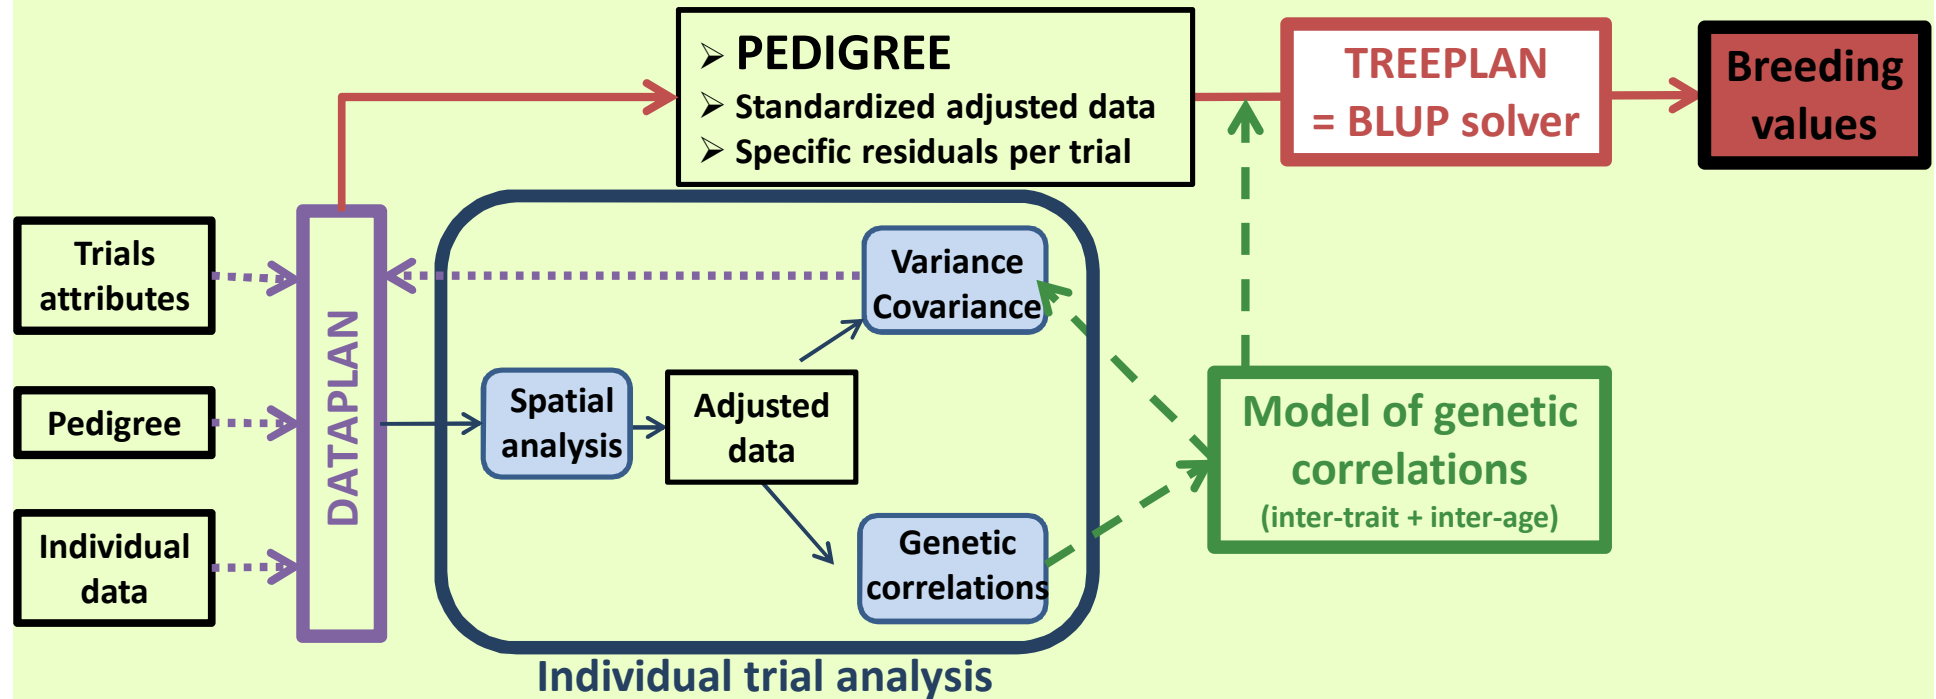 ➢ PEDIGREE
➢ Standardized adjusted data
➢ Specific residuals per trial
TREEPLAN
= BLUP solver
Breeding
values
Trials
attributes
Pedigree
Individual
data
DATAPLAN
Spatial
analysis
Adjusted
data
Variance
Covariance
Genetic
correlations
Model of genetic
correlations
(inter-trait + inter-age)
Individual trial analysis